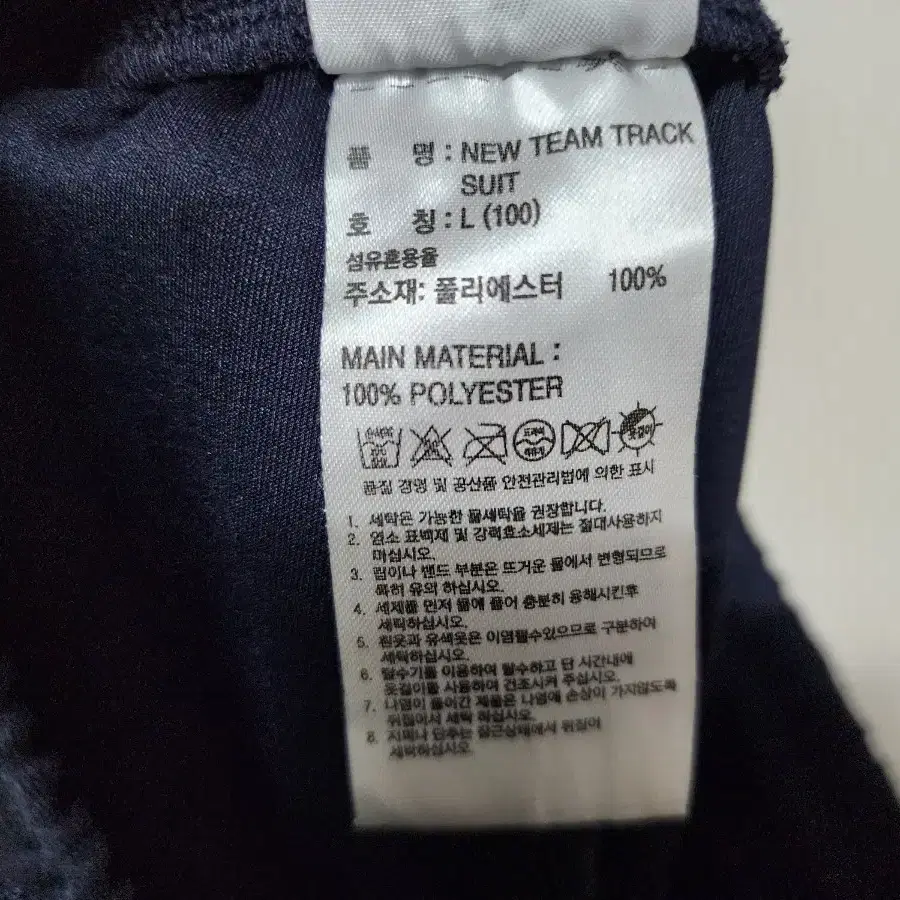 품 명 : NEW TEAM TRACK
SUIT
호 칭 : L (100)
섬유혼용율
주소재: 폴리에스터 100%
MAIN MATERIAL :
100% POLYESTER
손세탁
드라이
옷걸이
품질 경영 및 공산품 안전관리법에 의한 표시
1. 세탁은 가능한 물세탁을 권장합니다.
2. 염소 표백제 및 강력효소세제는 절대사용하지
마십시오.
3. 립이나 밴드 부분은 뜨거운 물에서 변형되므로
특히 유의 하십시오.
4. 세제를 먼저 물에 풀어 충분히 용해시킨후
세탁하십시오.
5. 흰옷과 유색옷은 이염될수있으므로 구분하여
세탁하십시오.
6. 탈수기를 이용하여 탈수하고 단 시간내에
옷걸이를 사용하여 건조시켜 주십시오.
7. 나염이 들어간 제품은 나염에 손상이 가지않도록
뒤집어서 세탁 하십시오.
8. 지퍼나 단추는 잠근상태에서 뒤집어
세탁하십시오.